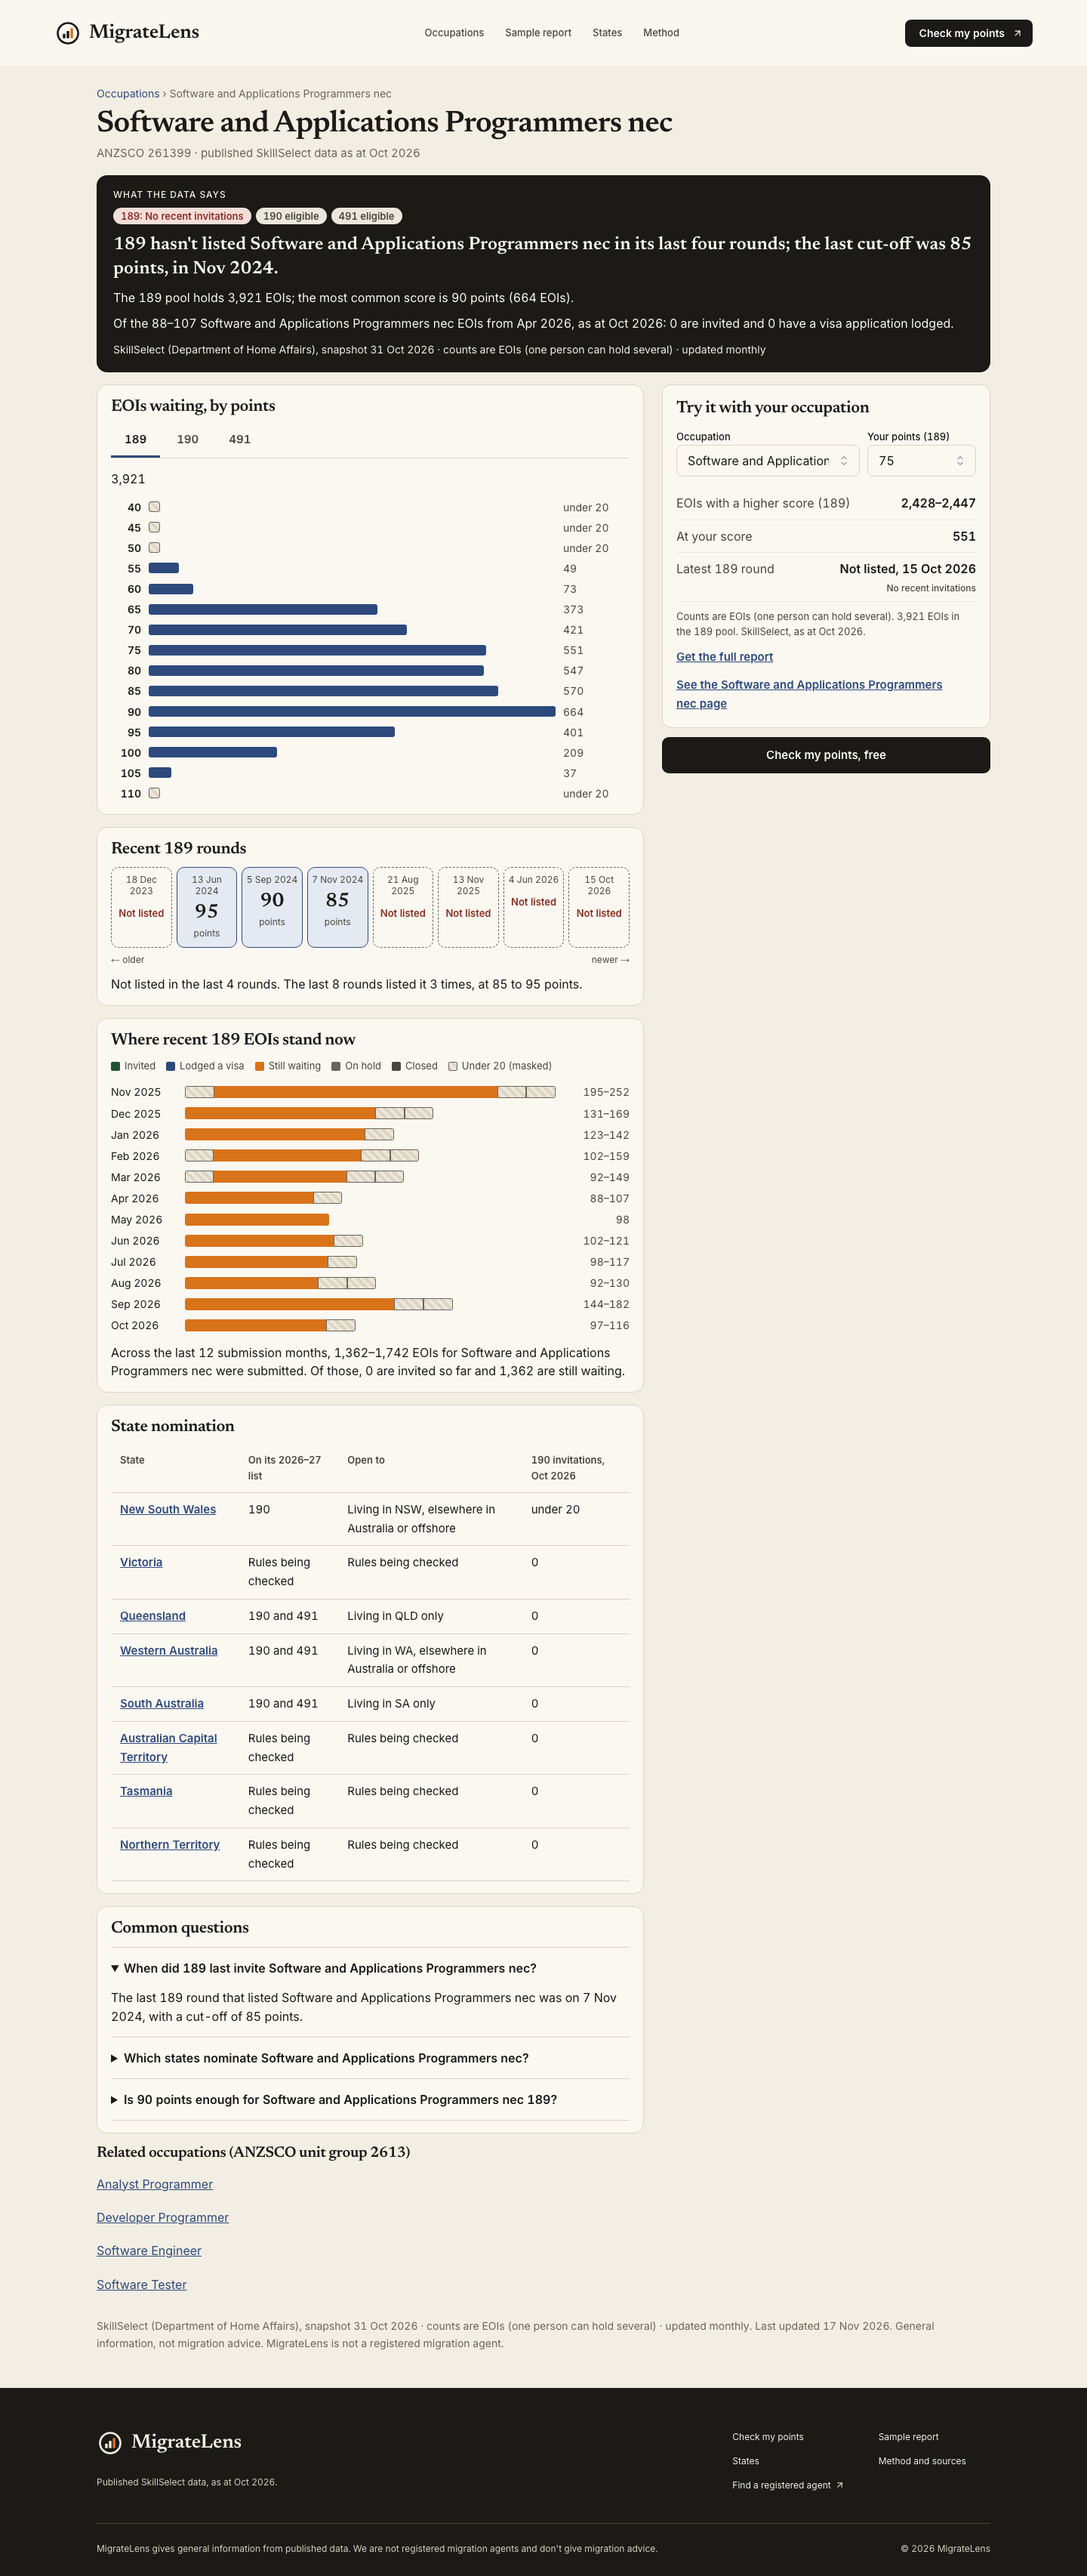 MigrateLens
Occupations
Sample report
States
Method
Check my points ↗
Occupations › Software and Applications Programmers nec
Software and Applications Programmers nec
ANZSCO 261399 · published SkillSelect data as at Oct 2026
WHAT THE DATA SAYS
189: No recent invitations
190 eligible
491 eligible
189 hasn't listed Software and Applications Programmers nec in its last four rounds; the last cut-off was 85
points, in Nov 2024.
The 189 pool holds 3,921 EOIs; the most common score is 90 points (664 EOIs).
Of the 88–107 Software and Applications Programmers nec EOIs from Apr 2026, as at Oct 2026: 0 are invited and 0 have a visa application lodged.
SkillSelect (Department of Home Affairs), snapshot 31 Oct 2026 · counts are EOIs (one person can hold several) · updated monthly
EOIs waiting, by points
189
190
491
3,921
40 under 20
45 under 20
50 under 20
55 49
60 73
65 373
70 421
75 551
80 547
85 570
90 664
95 401
100 209
105 37
110 under 20
Try it with your occupation
Occupation
Your points (189)
Software and Application
75
EOIs with a higher score (189) 2,428–2,447
At your score 551
Latest 189 round Not listed, 15 Oct 2026
No recent invitations
Counts are EOIs (one person can hold several). 3,921 EOIs in
the 189 pool. SkillSelect, as at Oct 2026.
Get the full report
See the Software and Applications Programmers
nec page
Check my points, free
Recent 189 rounds
18 Dec
2023
Not listed
13 Jun
2024
95
points
5 Sep 2024
90
points
7 Nov 2024
85
points
21 Aug
2025
Not listed
13 Nov
2025
Not listed
4 Jun 2026
Not listed
15 Oct
2026
Not listed
← older
newer →
Not listed in the last 4 rounds. The last 8 rounds listed it 3 times, at 85 to 95 points.
Where recent 189 EOIs stand now
Invited
Lodged a visa
Still waiting
On hold
Closed
Under 20 (masked)
Nov 2025 195–252
Dec 2025 131–169
Jan 2026 123–142
Feb 2026 102–159
Mar 2026 92–149
Apr 2026 88–107
May 2026 98
Jun 2026 102–121
Jul 2026 98–117
Aug 2026 92–130
Sep 2026 144–182
Oct 2026 97–116
Across the last 12 submission months, 1,362–1,742 EOIs for Software and Applications
Programmers nec were submitted. Of those, 0 are invited so far and 1,362 are still waiting.
State nomination
State
On its 2026–27
list
Open to
190 invitations,
Oct 2026
New South Wales
190
Living in NSW, elsewhere in
Australia or offshore
under 20
Victoria
Rules being
checked
Rules being checked
0
Queensland
190 and 491
Living in QLD only
0
Western Australia
190 and 491
Living in WA, elsewhere in
Australia or offshore
0
South Australia
190 and 491
Living in SA only
0
Australian Capital
Territory
Rules being
checked
Rules being checked
0
Tasmania
Rules being
checked
Rules being checked
0
Northern Territory
Rules being
checked
Rules being checked
0
Common questions
▼ When did 189 last invite Software and Applications Programmers nec?
The last 189 round that listed Software and Applications Programmers nec was on 7 Nov
2024, with a cut-off of 85 points.
▶ Which states nominate Software and Applications Programmers nec?
▶ Is 90 points enough for Software and Applications Programmers nec 189?
Related occupations (ANZSCO unit group 2613)
Analyst Programmer
Developer Programmer
Software Engineer
Software Tester
SkillSelect (Department of Home Affairs), snapshot 31 Oct 2026 · counts are EOIs (one person can hold several) · updated monthly. Last updated 17 Nov 2026. General
information, not migration advice. MigrateLens is not a registered migration agent.
MigrateLens
Published SkillSelect data, as at Oct 2026.
Check my points
Sample report
States
Method and sources
Find a registered agent ↗
MigrateLens gives general information from published data. We are not registered migration agents and don't give migration advice.
© 2026 MigrateLens